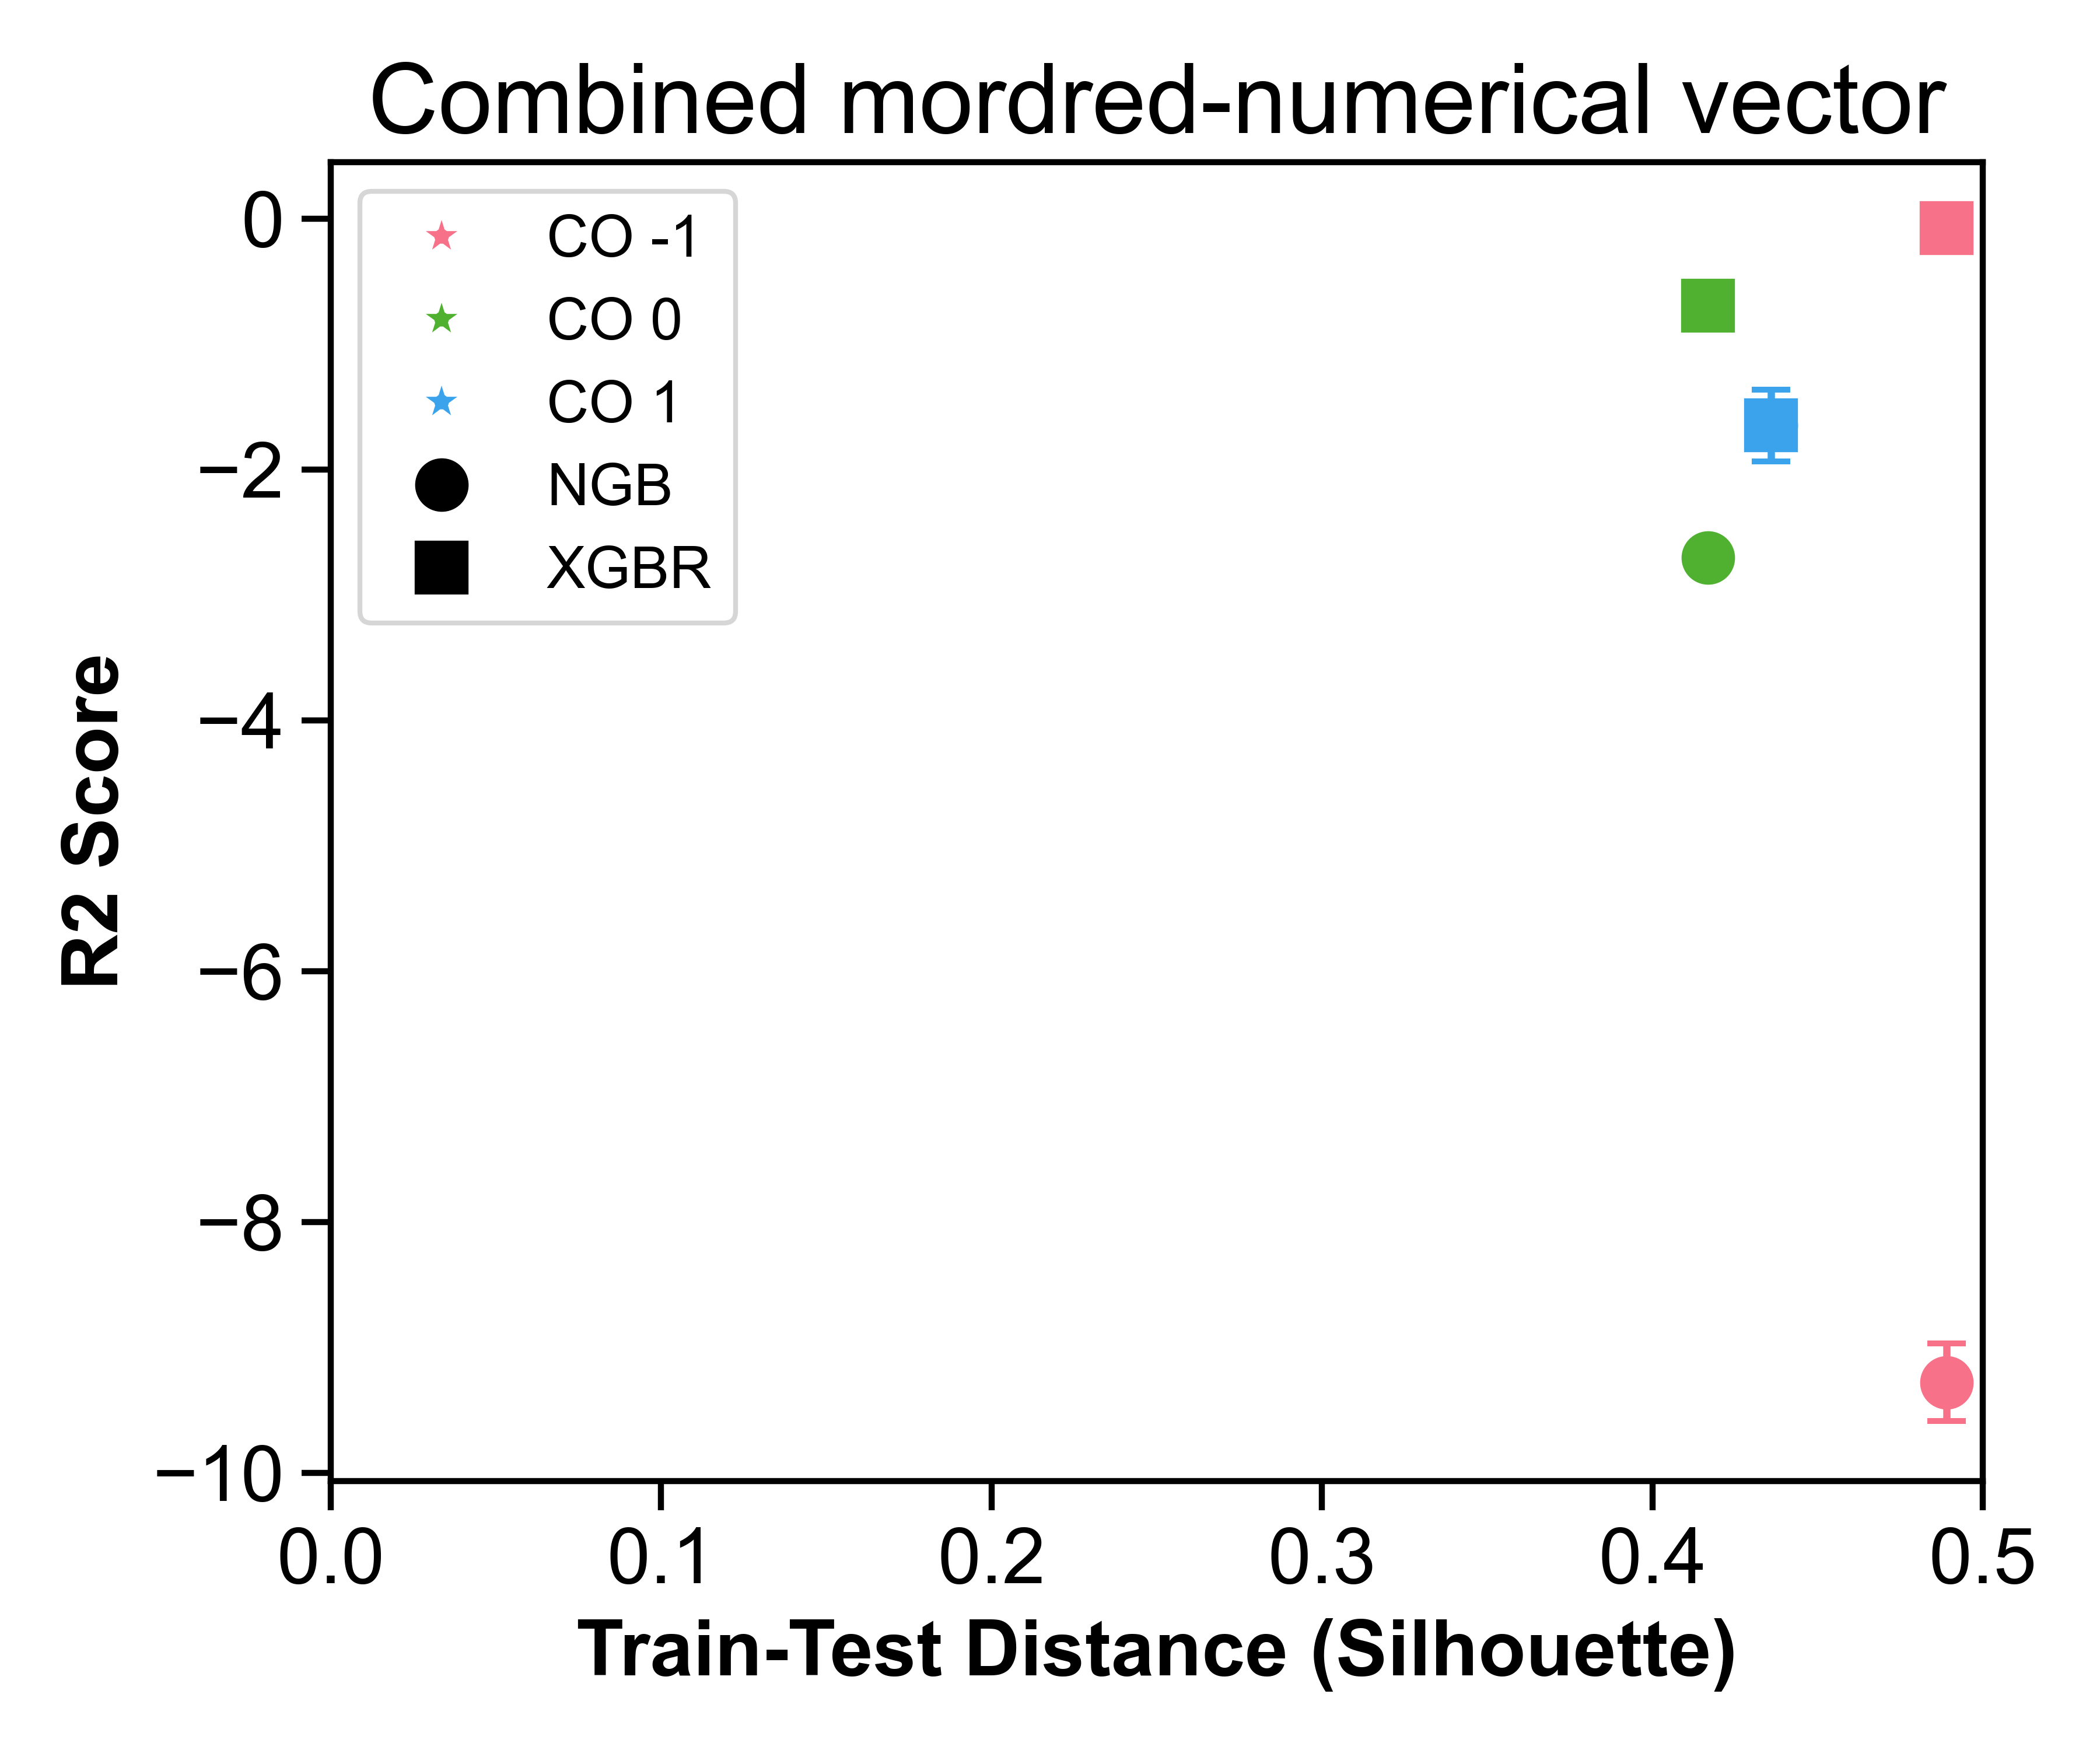 Combined mordred-numerical vector
0
−2
−4
−6
−8
−10
R2 Score
CO -1
CO 0
CO 1
NGB
XGBR
0.0 0.1 0.2 0.3 0.4 0.5
Train-Test Distance (Silhouette)